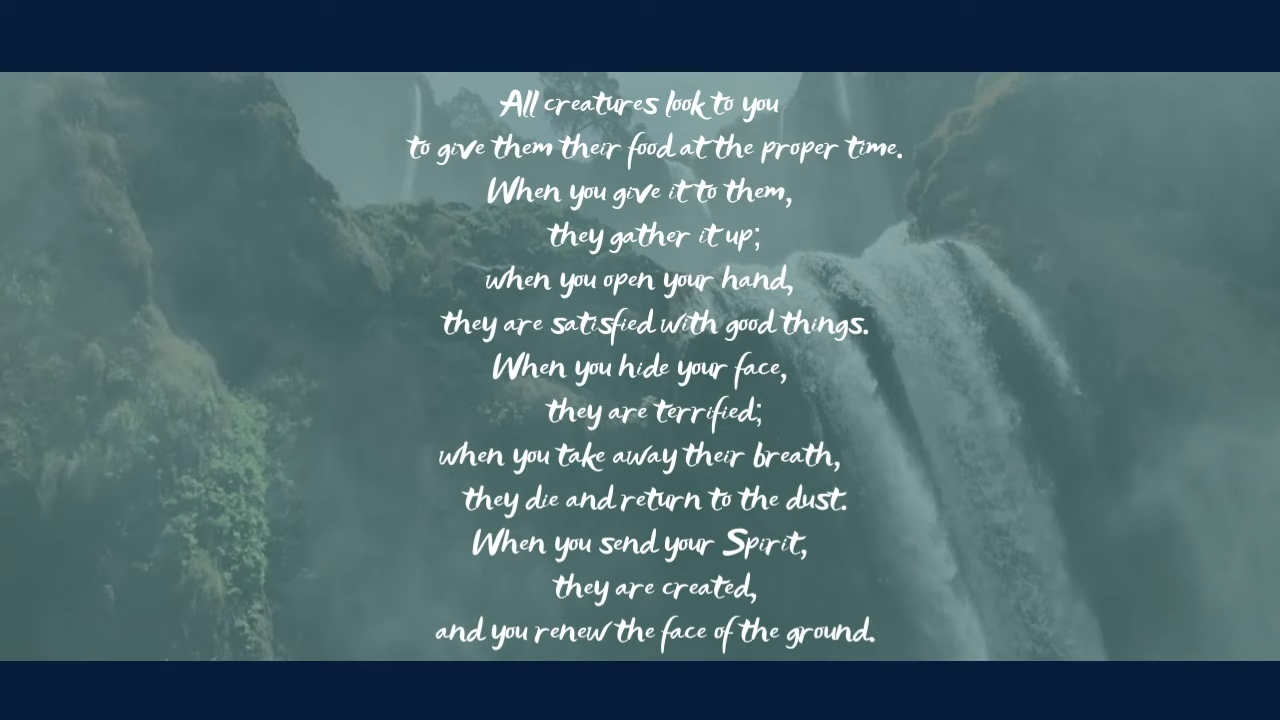 All creatures look to you
to give them their food at the proper time.
When you give it to them,
they gather it up;
when you open your hand,
they are satisfied with good things.
When you hide your face,
they are terrified;
when you take away their breath,
they die and return to the dust.
When you send your Spirit,
they are created,
and you renew the face of the ground.